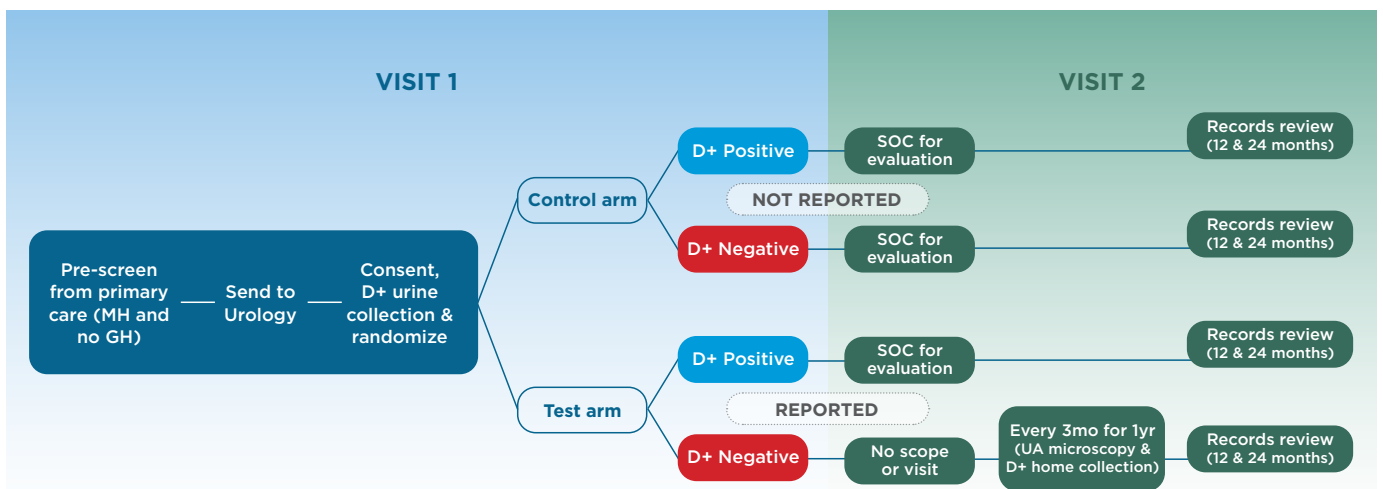 VISIT 1
VISIT 2
Pre-screen
from primary
care (MH and
no GH)
Send to
Urology
Consent,
D+ urine
collection &
randomize
Control arm
D+ Positive
SOC for
evaluation
Records review
(12 & 24 months)
NOT REPORTED
D+ Negative
SOC for
evaluation
Records review
(12 & 24 months)
Test arm
D+ Positive
SOC for
evaluation
Records review
(12 & 24 months)
REPORTED
D+ Negative
No scope
or visit
Every 3mo for 1yr
(UA microscopy &
D+ home collection)
Records review
(12 & 24 months)